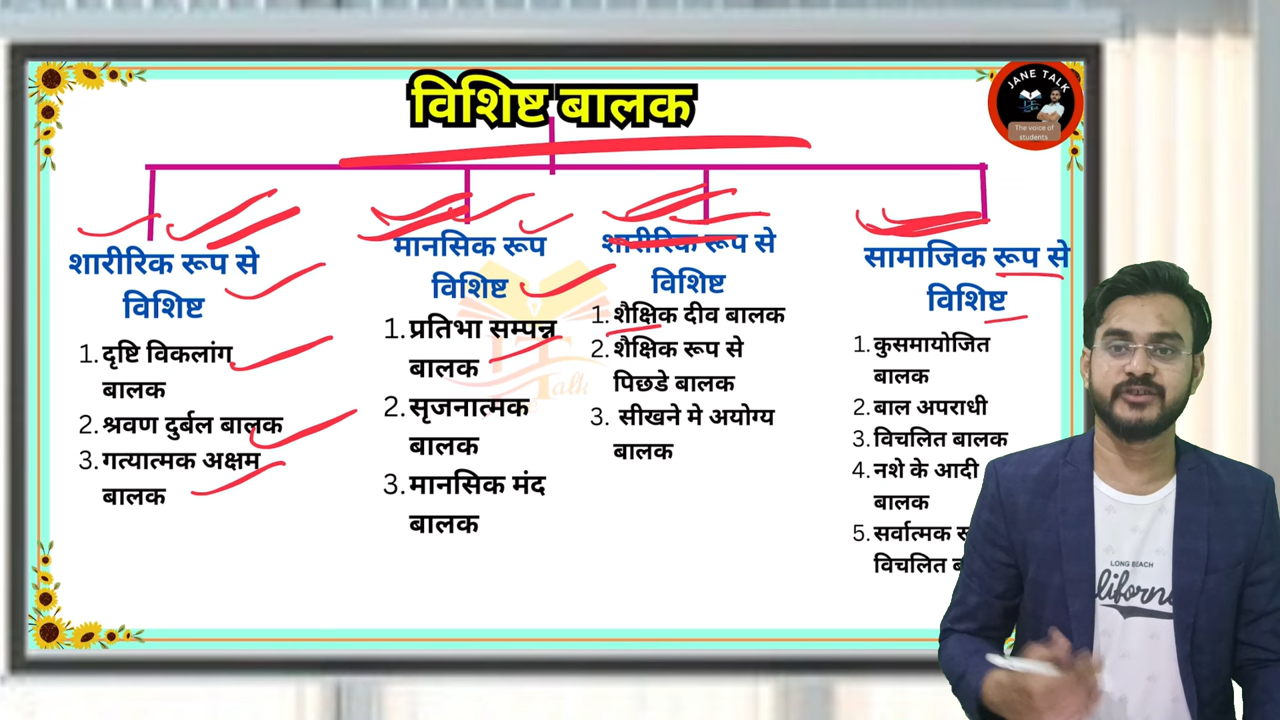 विशिष्ट बालक
JANE TALK
The voice of
students
शारीरिक रूप से
विशिष्ट
1. दृष्टि विकलांग
बालक
2. श्रवण दुर्बल बालक
3. गत्यात्मक अक्षम
बालक
मानसिक रूप
विशिष्ट
1. प्रतिभा सम्पन्न
बालक
2. सृजनात्मक
बालक
3. मानसिक मंद
बालक
शारीरिक रूप से
विशिष्ट
1. शैक्षिक दीव बालक
2. शैक्षिक रूप से
पिछडे बालक
3. सीखने मे अयोग्य
बालक
सामाजिक रूप से
विशिष्ट
1. कुसमायोजित
बालक
2. बाल अपराधी
3. विचलित बालक
4. नशे के आदी
बालक
5. सर्वात्मक
विचलित
LONG BEACH
Talk